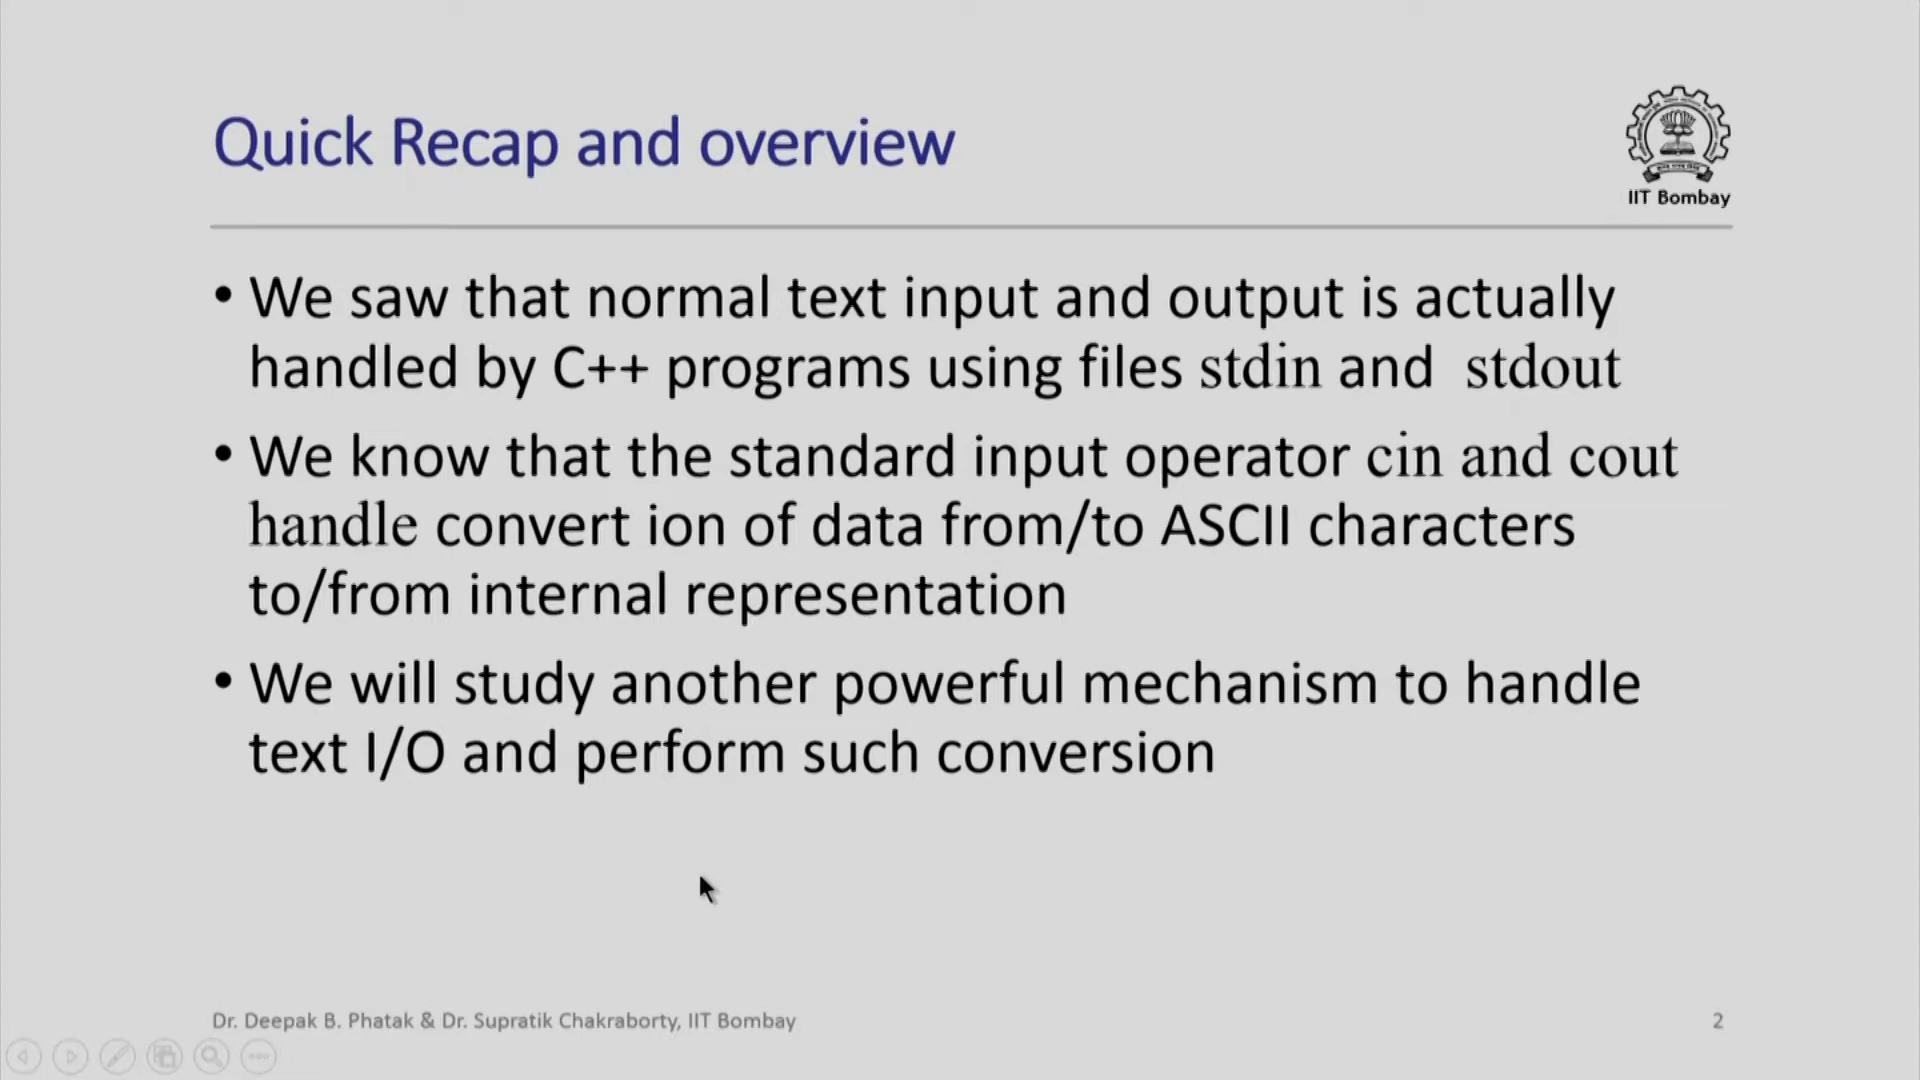 Quick Recap and overview
IIT Bombay
• We saw that normal text input and output is actually
handled by C++ programs using files stdin and stdout
• We know that the standard input operator cin and cout
handle convert ion of data from/to ASCII characters
to/from internal representation
• We will study another powerful mechanism to handle
text I/O and perform such conversion
Dr. Deepak B. Phatak & Dr. Supratik Chakraborty, IIT Bombay
2